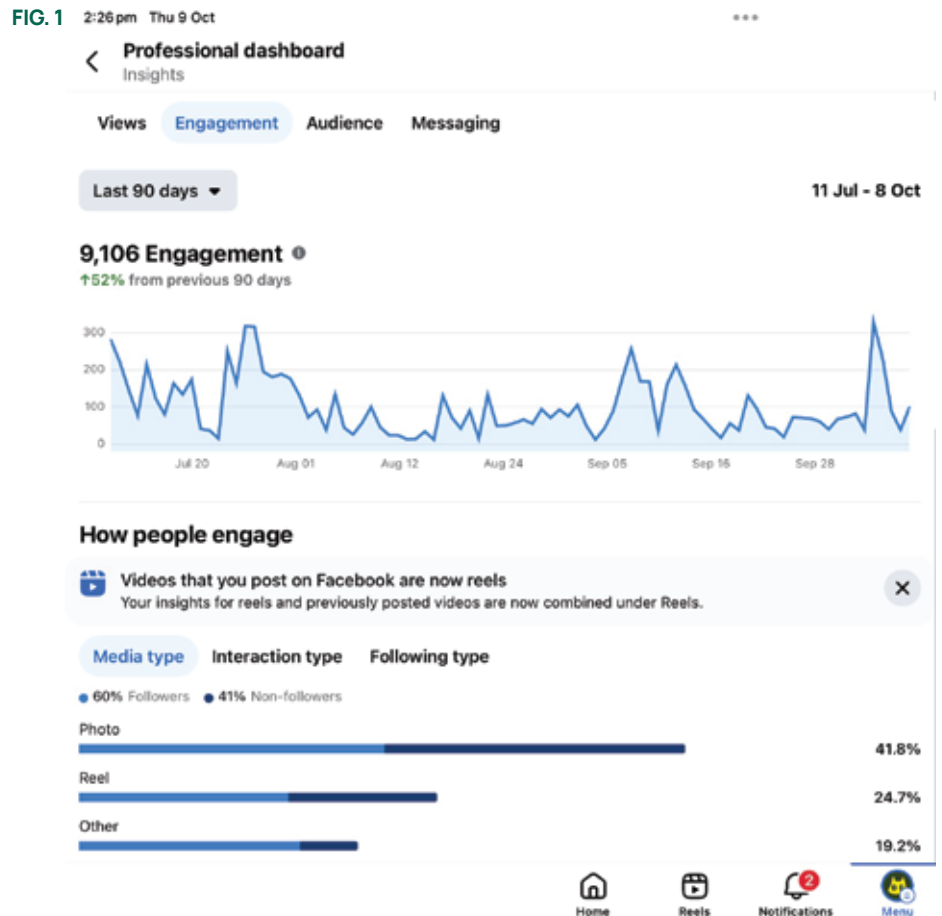 FIG. 1 2:26pm Thu 9 Oct
Professional dashboard
Insights
Views Engagement Audience Messaging
Last 90 days 11 Jul - 8 Oct
9,106 Engagement
↑52% from previous 90 days
300
200
100
0
Jul 20 Aug 01 Aug 12 Aug 24 Sep 05 Sep 16 Sep 28
How people engage
Videos that you post on Facebook are now reels
Your insights for reels and previously posted videos are now combined under Reels.
Media type Interaction type Following type
60% Followers 41% Non-followers
Photo
41.8%
Reel
24.7%
Other
19.2%
2
Home Reels Notifications Menu